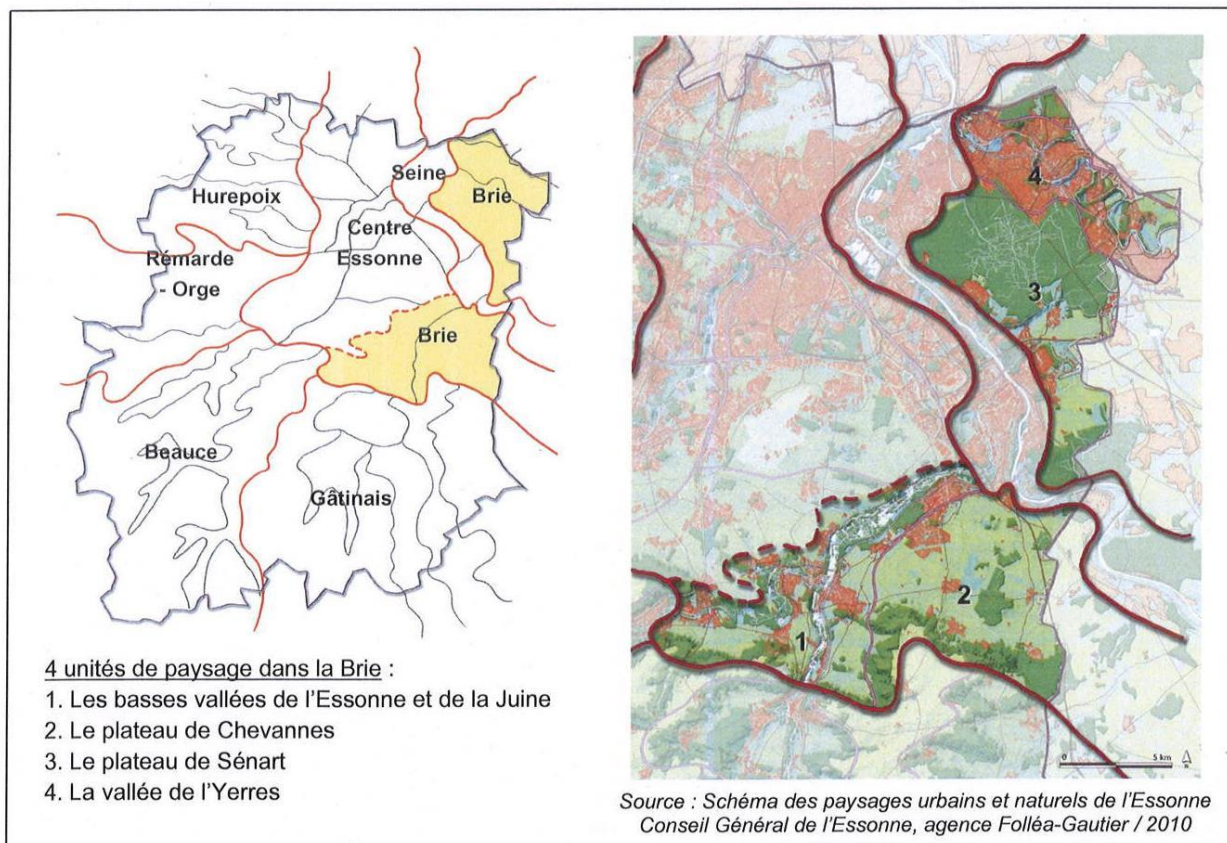 Hurepoix
Seine
Brie
Centre
Essonne
Rémarde
- Orge
Brie
Beauce
Gâtinais
4 unités de paysage dans la Brie :
1. Les basses vallées de l'Essonne et de la Juine
2. Le plateau de Chevannes
3. Le plateau de Sénart
4. La vallée de l'Yerres
4
3
2
1
0 5 km
N
Source : Schéma des paysages urbains et naturels de l'Essonne
Conseil Général de l'Essonne, agence Folléa-Gautier / 2010